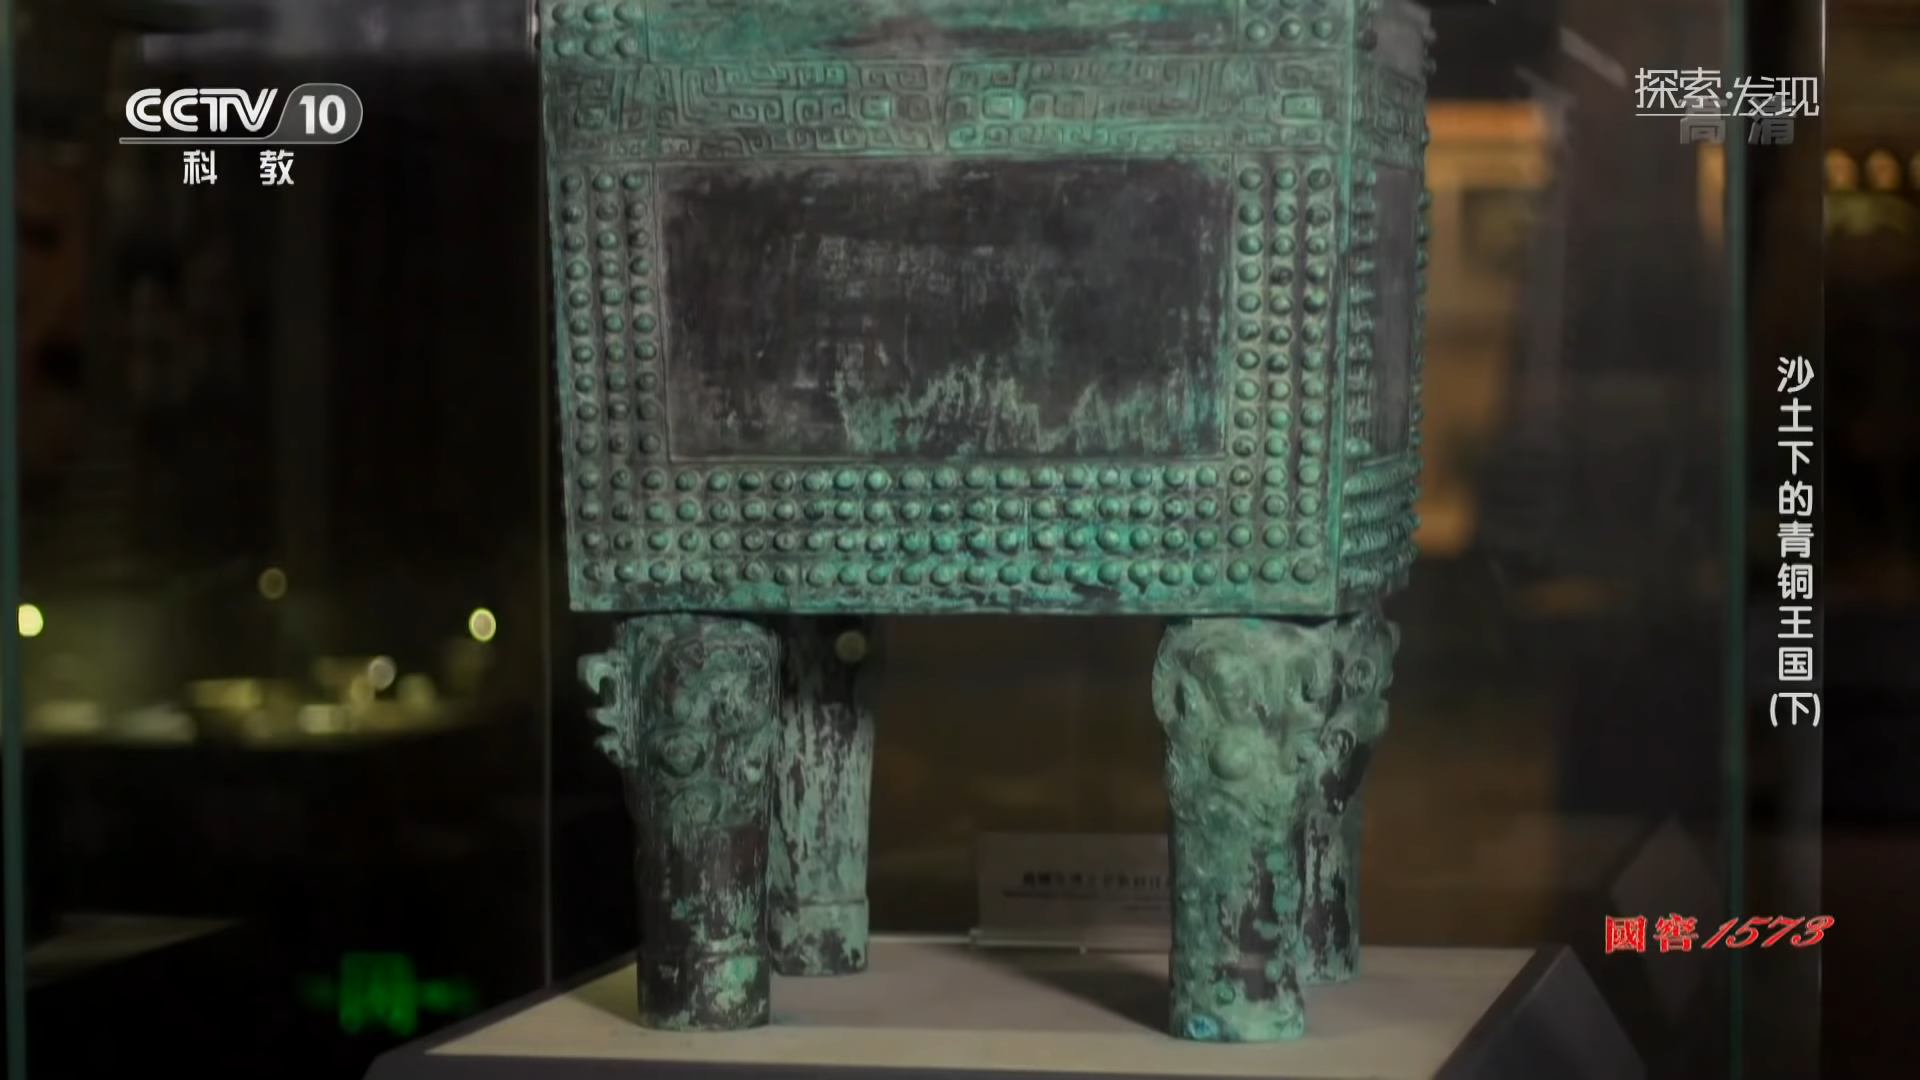 CCTV 10
科 教
探索·发现
高 清
沙土下的青铜王国(下)
國窖1573